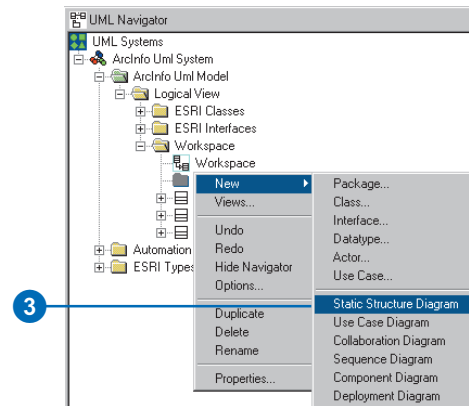 UML Navigator
UML Systems
ArcInfo Uml System
ArcInfo Uml Model
Logical View
ESRI Classes
ESRI Interfaces
Workspace
Workspace
Automation
ESRI Types
New
Views...
Undo
Redo
Hide Navigator
Options...
Duplicate
Delete
Rename
Properties...
Package...
Class...
Interface...
Datatype...
Actor...
Use Case...
Static Structure Diagram
Use Case Diagram
Collaboration Diagram
Sequence Diagram
Component Diagram
Deployment Diagram
3